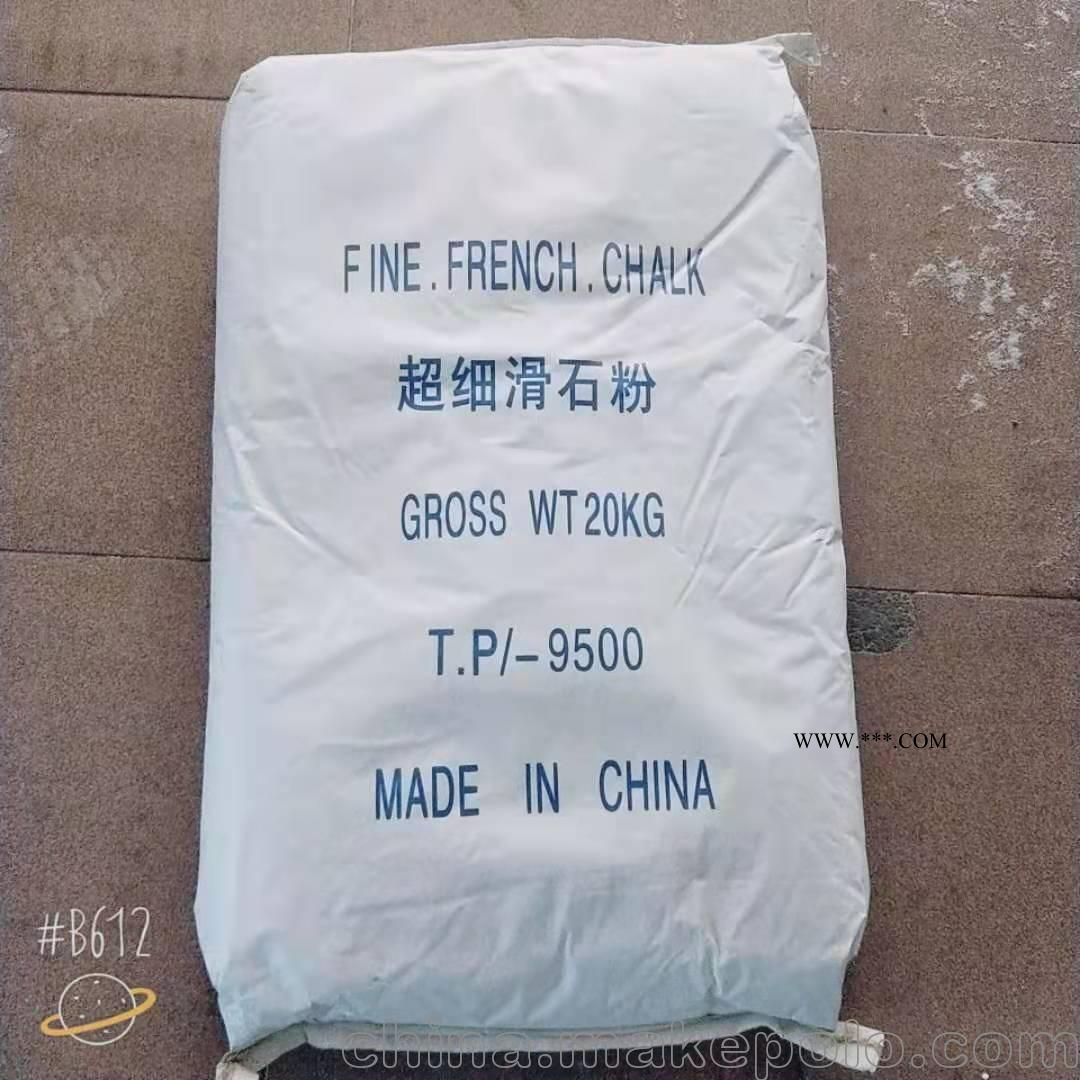 FINE.FRENCH.CHALK
超细滑石粉
GROSS WT20KG
T.P/-9500
WWW.***.COM
MADE IN CHINA
#B612
china.makepolo.com